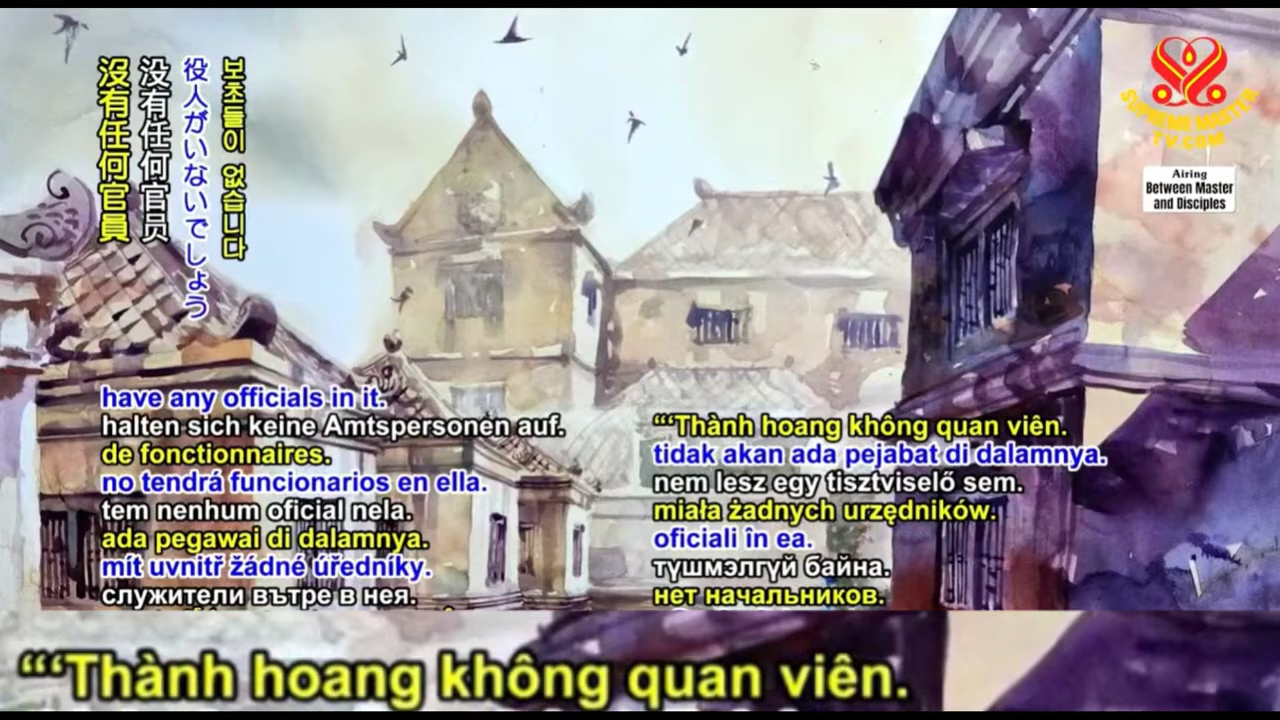 보초들이 없습니다
役人がいないでしょう
没有任何官员
沒有任何官員
SUPREME MASTER
TV.COM
Airing
Between Master
and Disciples
have any officials in it.
halten sich keine Amtspersonen auf.
de fonctionnaires.
no tendrá funcionarios en ella.
tem nenhum oficial nela.
ada pegawai di dalamnya.
mít uvnitř žádné úředníky.
служители вътре в нея.
“‘Thành hoang không quan viên.
tidak akan ada pejabat di dalamnya.
nem lesz egy tisztviselő sem.
miała żadnych urzędników.
oficiali în ea.
түшмэлгүй байна.
нет начальников.
“‘Thành hoang không quan viên.